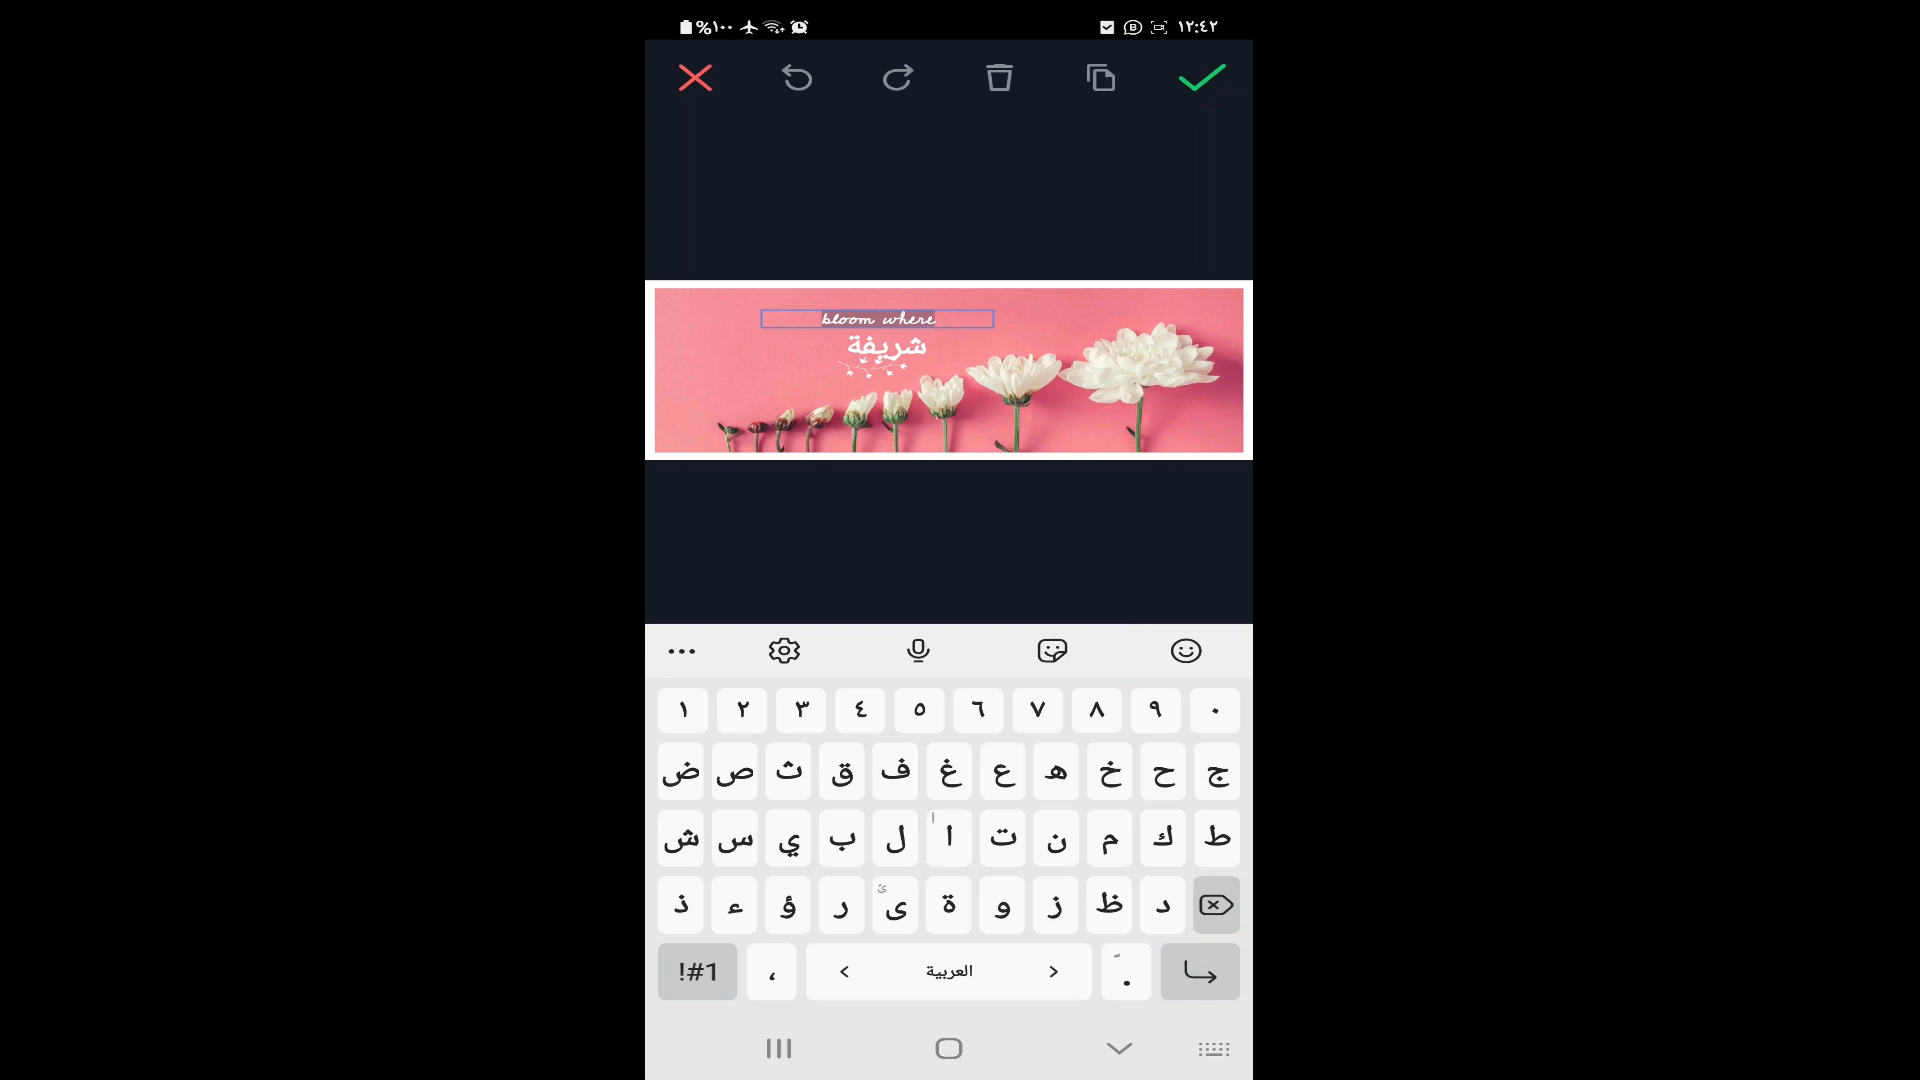 %١٠٠ ١٢:٤٢
bloom where
شريفة
١ ٢ ٣ ٤ ٥ ٦ ٧ ٨ ٩ ٠
ض ص ث ق ف غ ع ه خ ح ج
ش س ي ب ل ا أ ت ن م ك ط
ذ ء ؤ ر ى ئ ة و ز ظ د
!#1 ، < العربية > .